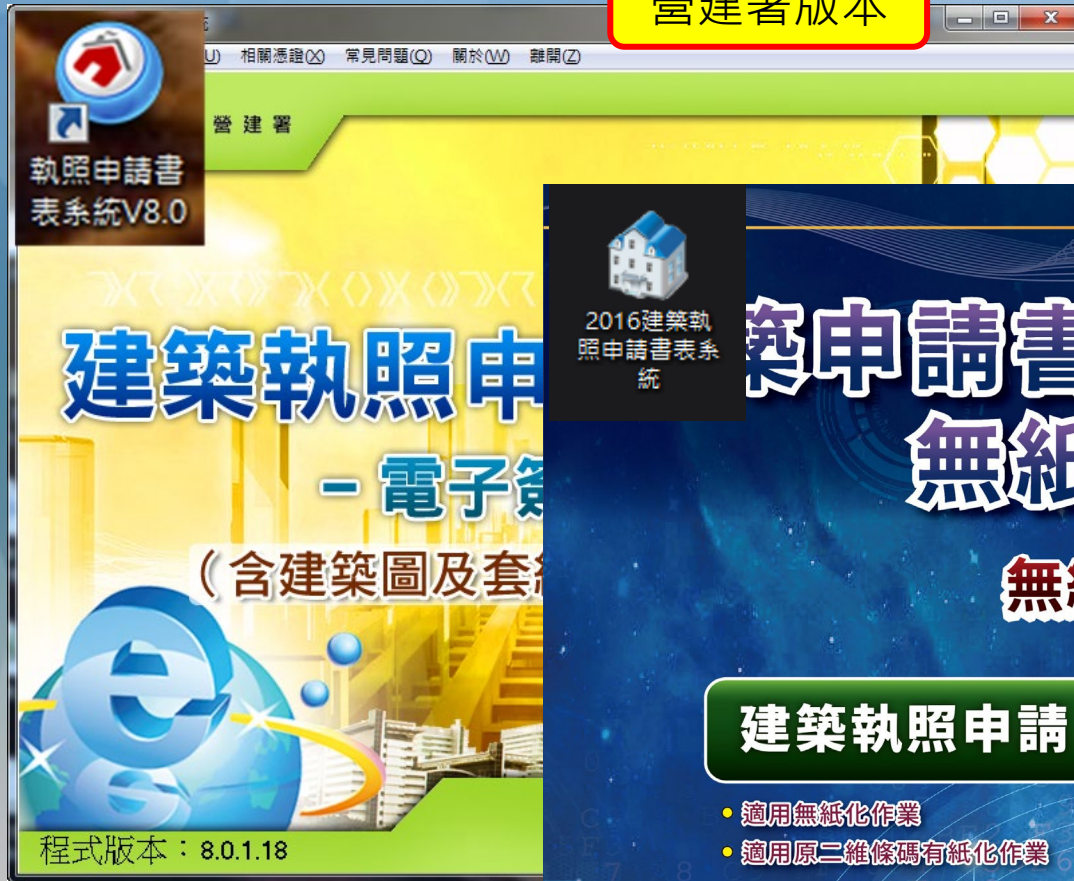 營建署版本
相關憑證(X) 常見問題(Q) 關於(W) 離開(Z)
營建署
執照申請書
表系統V8.0
建築執照申
-電子簽
(含建築圖及套繪
程式版本：8.0.1.18
2016建築執
照申請書表系
統
築申請書
無紙
無紙
建築執照申請
適用無紙化作業
適用原二維條碼有紙化作業